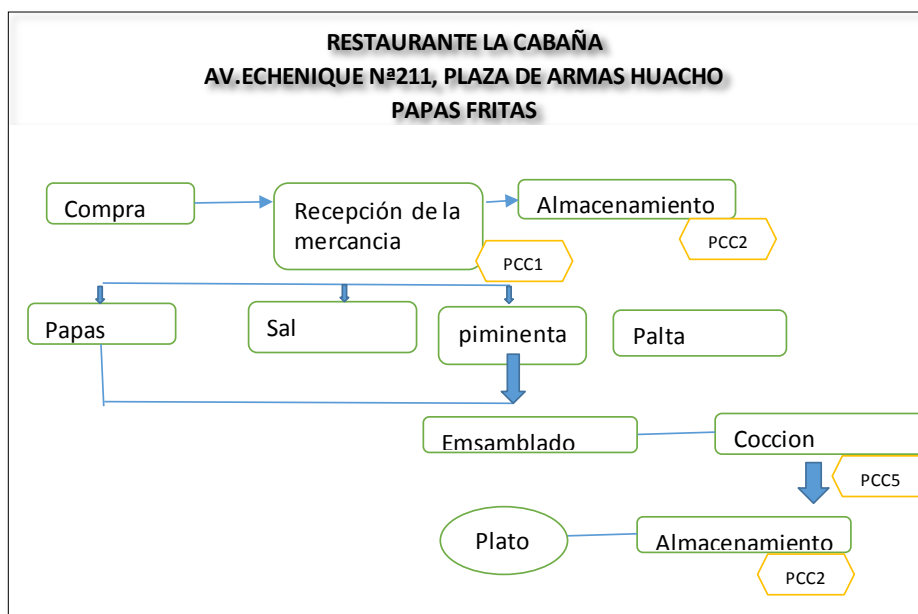 RESTAURANTE LA CABAÑA
AV.ECHENIQUE Nª211, PLAZA DE ARMAS HUACHO
PAPAS FRITAS
Compra
Recepción de la
mercancia
Almacenamiento
PCC1
PCC2
Papas
Sal
piminenta
Palta
Emsamblado
Coccion
PCC5
Plato
Almacenamiento
PCC2